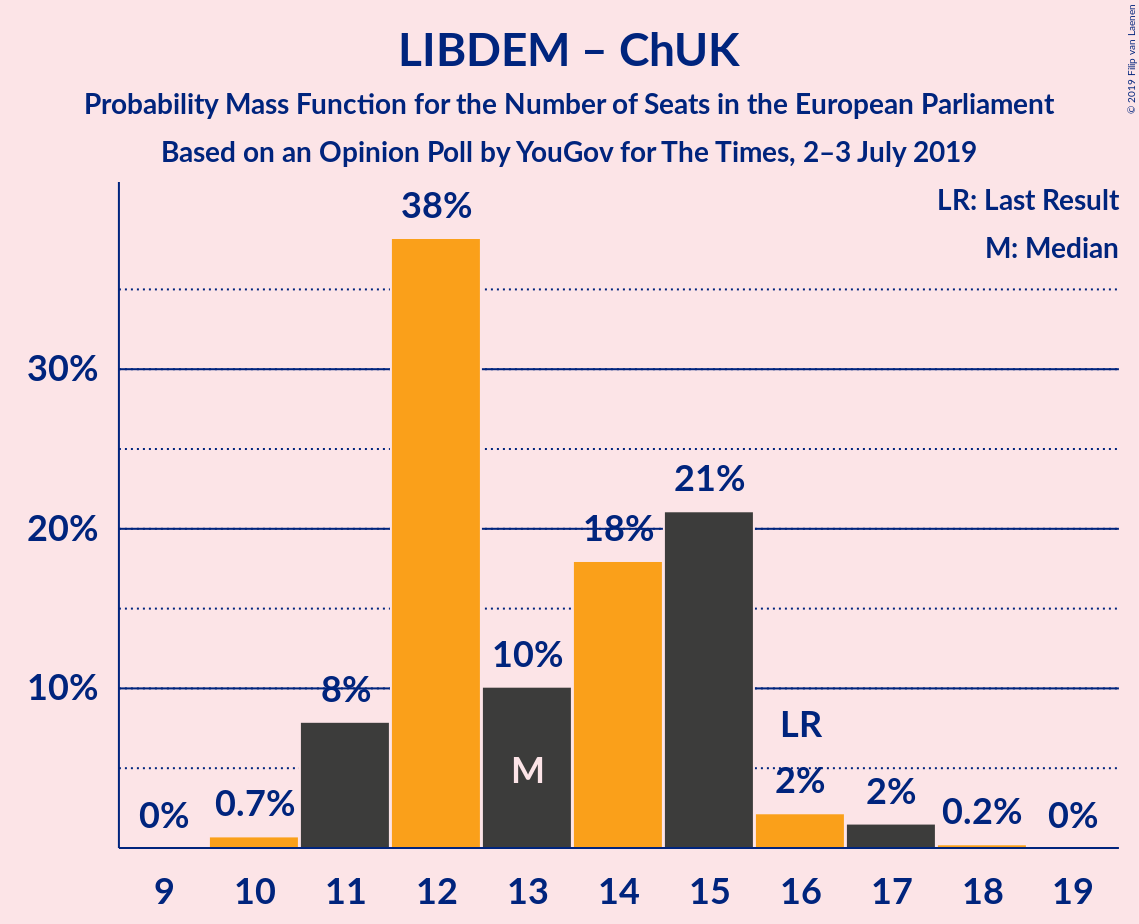 LIBDEM – ChUK
Probability Mass Function for the Number of Seats in the European Parliament
Based on an Opinion Poll by YouGov for The Times, 2–3 July 2019
© 2019 Filip van Laenen
LR: Last Result
M: Median
30%
20%
10%
0%
0.7%
8%
38%
10%
M
18%
21%
LR
2%
2%
0.2%
0%
9 10 11 12 13 14 15 16 17 18 19